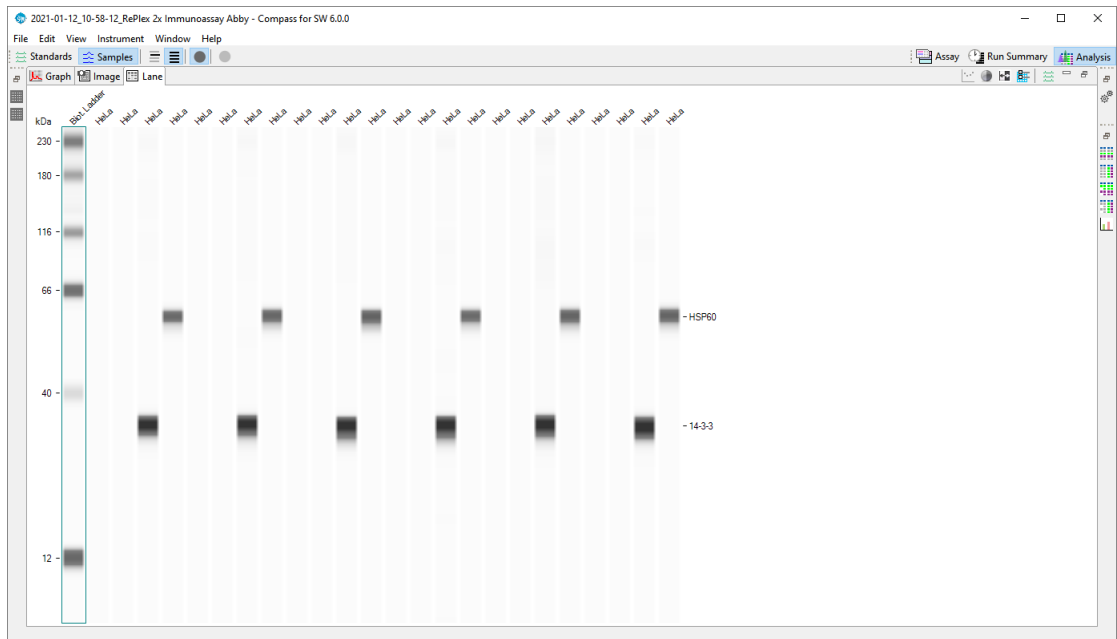 2021-01-12_10-58-12_RePlex 2x Immunoassay Abby - Compass for SW 6.0.0
File Edit View Instrument Window Help
Standards Samples Assay Run Summary Analysis
Graph Image Lane
kDa Biot. Ladder HeLa HeLa HeLa HeLa HeLa HeLa HeLa HeLa HeLa HeLa HeLa HeLa HeLa HeLa HeLa HeLa HeLa HeLa HeLa HeLa HeLa HeLa HeLa HeLa
230
180
116
66
HSP60
40
14-3-3
12